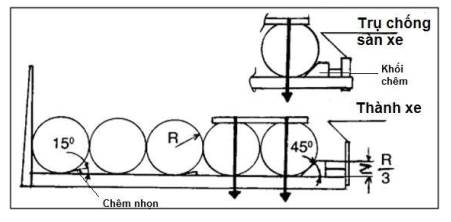 Trụ chống
sàn xe
Khối
chêm
Thành xe
15⁰
R
45⁰
R
3
Chêm nhọn